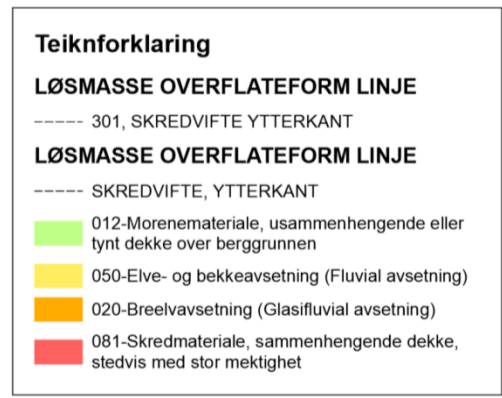 Teiknforklaring
LØSMASSE OVERFLATEFORM LINJE
301, SKREDVIFTE YTTERKANT
LØSMASSE OVERFLATEFORM LINJE
SKREDVIFTE, YTTERKANT
012-Morenemateriale, usammenhengende eller
tynt dekke over berggrunnen
050-Elve- og bekkeavsetning (Fluvial avsetning)
020-Breelvavsetning (Glasifluvial avsetning)
081-Skredmateriale, sammenhengende dekke,
stedvis med stor mektighet